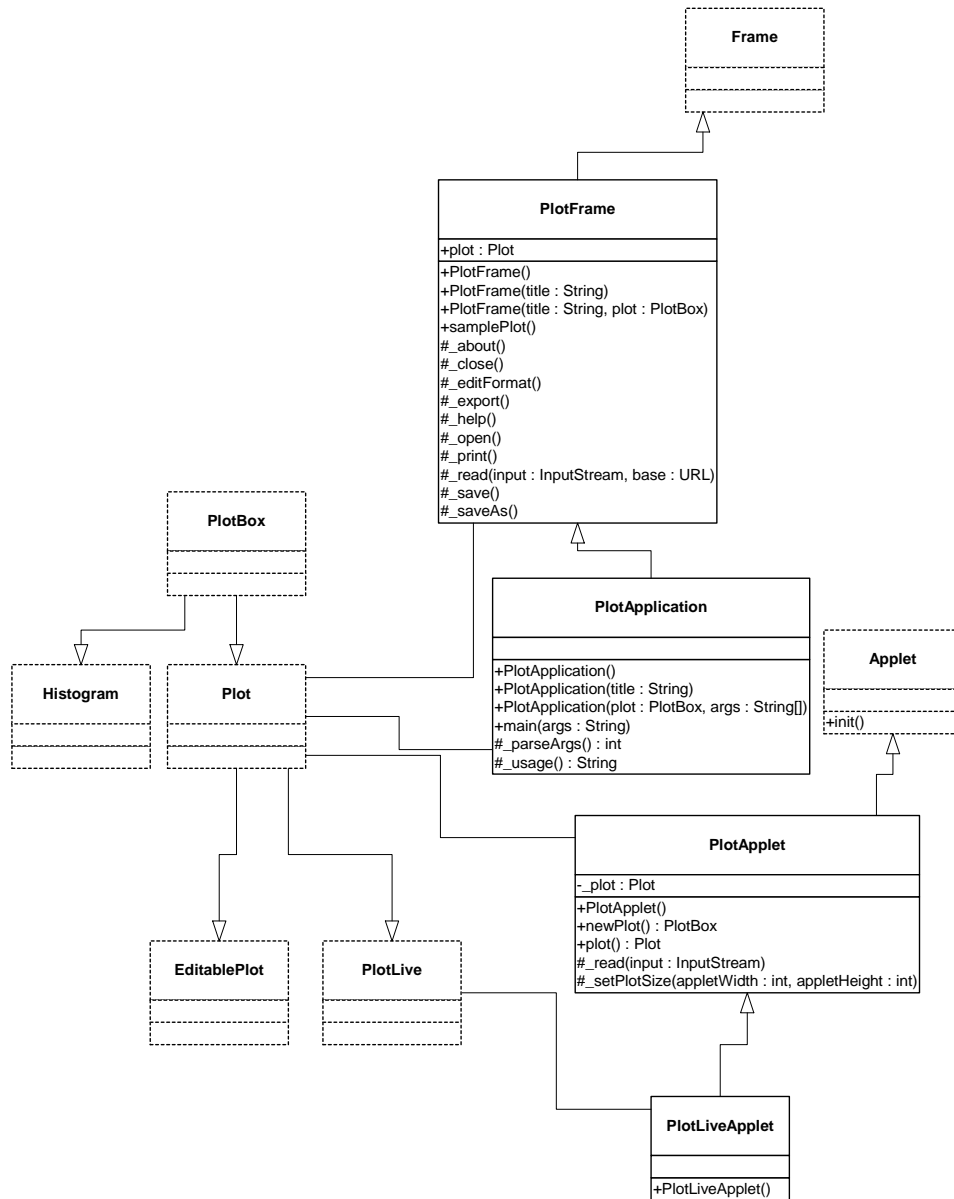 Frame
PlotFrame
+plot : Plot
+PlotFrame()
+PlotFrame(title : String)
+PlotFrame(title : String, plot : PlotBox)
+samplePlot()
#_about()
#_close()
#_editFormat()
#_export()
#_help()
#_open()
#_print()
#_read(input : InputStream, base : URL)
#_save()
#_saveAs()
PlotBox
PlotApplication
+PlotApplication()
+PlotApplication(title : String)
+PlotApplication(plot : PlotBox, args : String[])
+main(args : String)
#_parseArgs() : int
#_usage() : String
Applet
+init()
Histogram
Plot
PlotApplet
-_plot : Plot
+PlotApplet()
+newPlot() : PlotBox
+plot() : Plot
#_read(input : InputStream)
#_setPlotSize(appletWidth : int, appletHeight : int)
EditablePlot
PlotLive
PlotLiveApplet
+PlotLiveApplet()